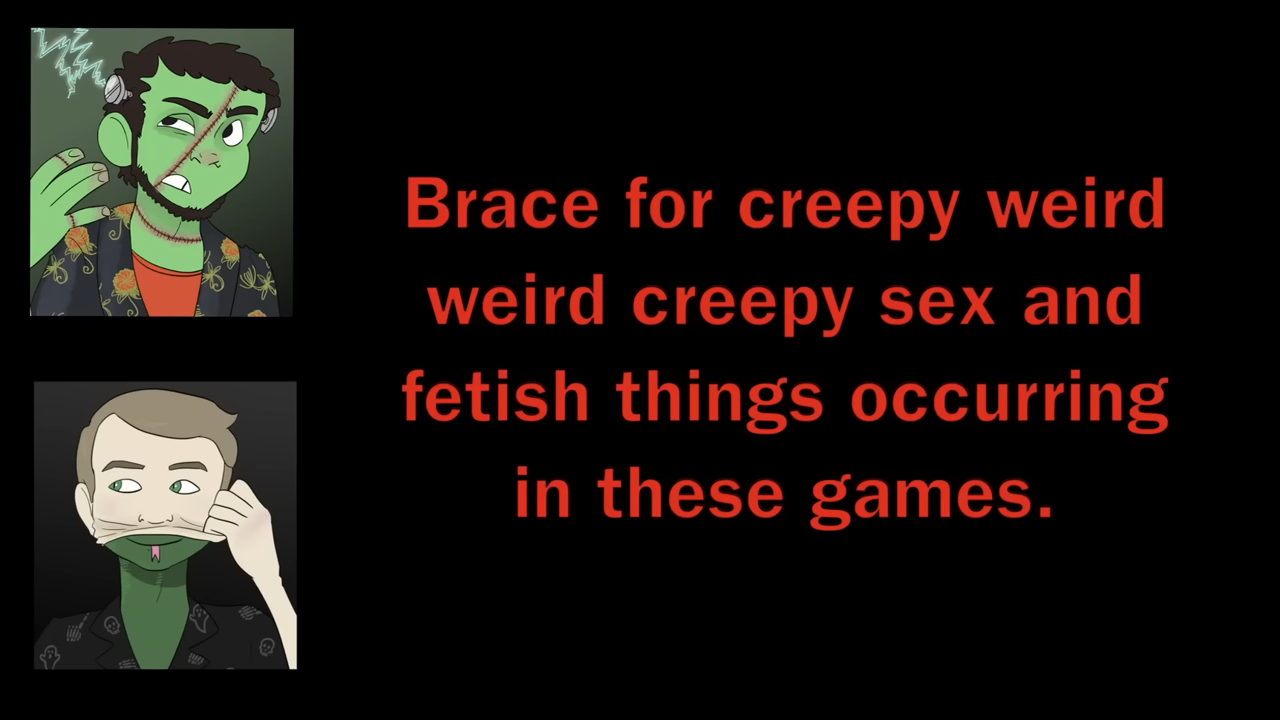 Brace for creepy weird
weird creepy sex and
fetish things occurring
in these games.